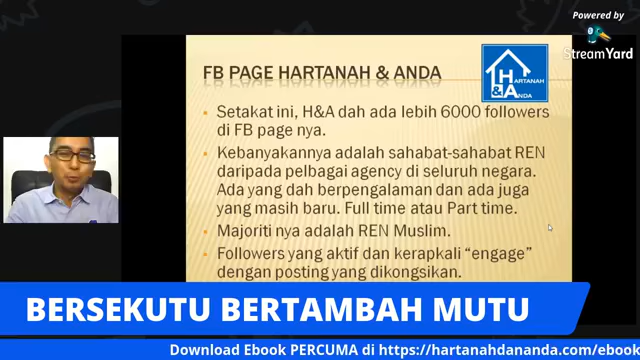 Powered by
StreamYard
FB PAGE HARTANAH & ANDA
HARTANAH
H&A
ANDA
Setakat ini, H&A dah ada lebih 6000 followers
di FB page nya.
Kebanyakannya adalah sahabat-sahabat REN
daripada pelbagai agency di seluruh negara.
Ada yang dah berpengalaman dan ada juga
yang masih baru. Full time atau Part time.
Majoriti nya adalah REN Muslim.
Followers yang aktif dan kerapkali “engage”
dengan posting yang dikongsikan.
BERSEKUTU BERTAMBAH MUTU
Download Ebook PERCUMA di https://hartanahdananda.com/ebook